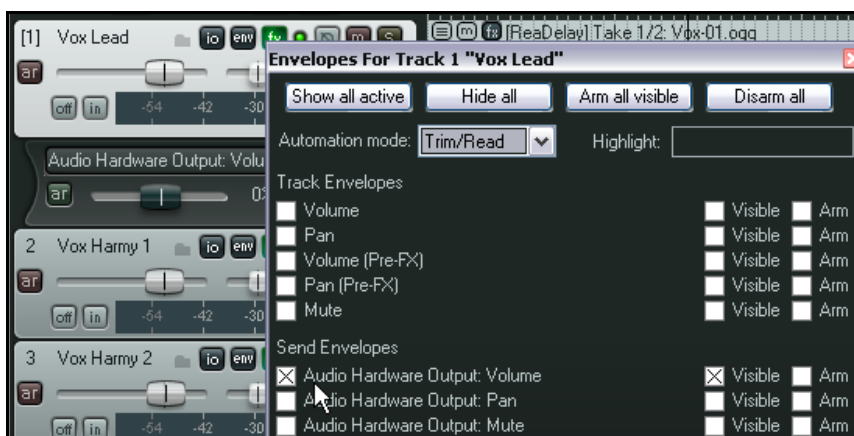 [1] Vox Lead
io
env
fx
m
S
m
fx
[ReaDelay] Take 1/2: Vox-01.ogg
ar
off
in
-54 -42 -30
Audio Hardware Output: Volu
ar
0%
2 Vox Harmy 1
io
env
ar
off
in
-54 -42 -30
3 Vox Harmy 2
io
env
ar
off
in
-54 -42 -30
Envelopes For Track 1 "Vox Lead"
Show all active
Hide all
Arm all visible
Disarm all
Automation mode: Trim/Read
Highlight:
Track Envelopes
Volume Visible Arm
Pan Visible Arm
Volume (Pre-FX) Visible Arm
Pan (Pre-FX) Visible Arm
Mute Visible Arm
Send Envelopes
Audio Hardware Output: Volume Visible Arm
Audio Hardware Output: Pan Visible Arm
Audio Hardware Output: Mute Visible Arm